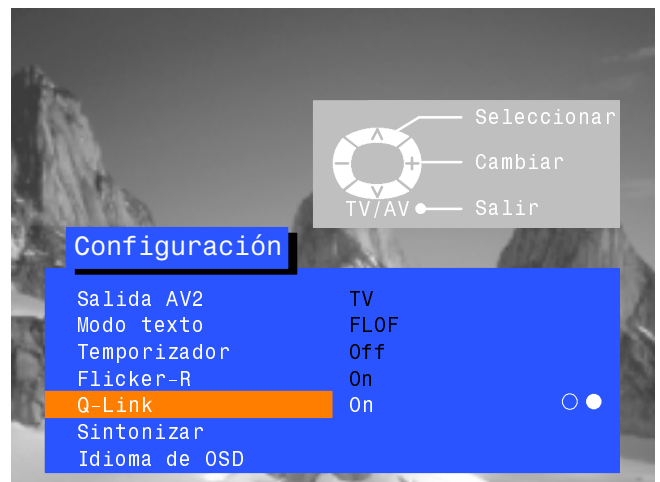 Seleccionar
Cambiar
TV/AV Salir
Configuración
Salida AV2 TV
Modo texto FLOF
Temporizador Off
Flicker-R On
Q-Link On
Sintonizar
Idioma de OSD